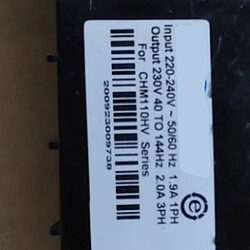 Input 220-240V ~ 50/60 Hz 1.9A 1PH
Output 230V 40 TO 144Hz 2.0A 3PH
For CHM110HV Series
200923009738